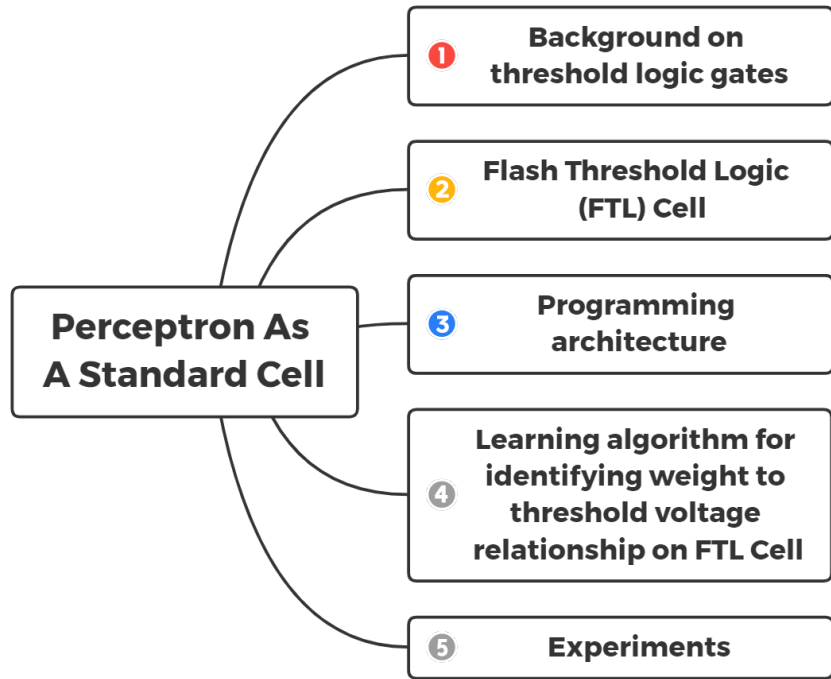 Perceptron As
A Standard Cell
1
Background on
threshold logic gates
2
Flash Threshold Logic
(FTL) Cell
3
Programming
architecture
4
Learning algorithm for
identifying weight to
threshold voltage
relationship on FTL Cell
5
Experiments